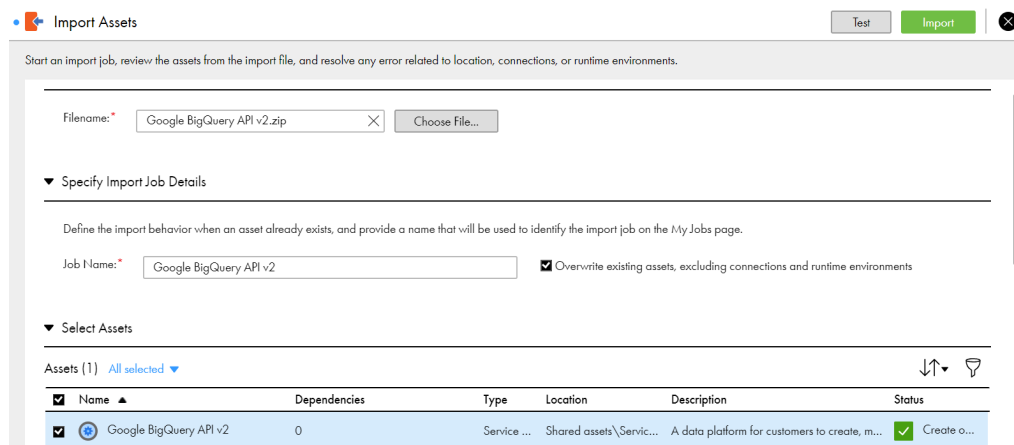 Import Assets
Test
Import
Start an import job, review the assets from the import file, and resolve any error related to location, connections, or runtime environments.
Filename:*
Google BigQuery API v2.zip
Choose File...
Specify Import Job Details
Define the import behavior when an asset already exists, and provide a name that will be used to identify the import job on the My Jobs page.
Job Name:*
Google BigQuery API v2
Overwrite existing assets, excluding connections and runtime environments
Select Assets
Assets (1) All selected
Name Dependencies Type Location Description Status
Google BigQuery API v2 0 Service ... Shared assets\Servic... A data platform for customers to create, m... Create o...